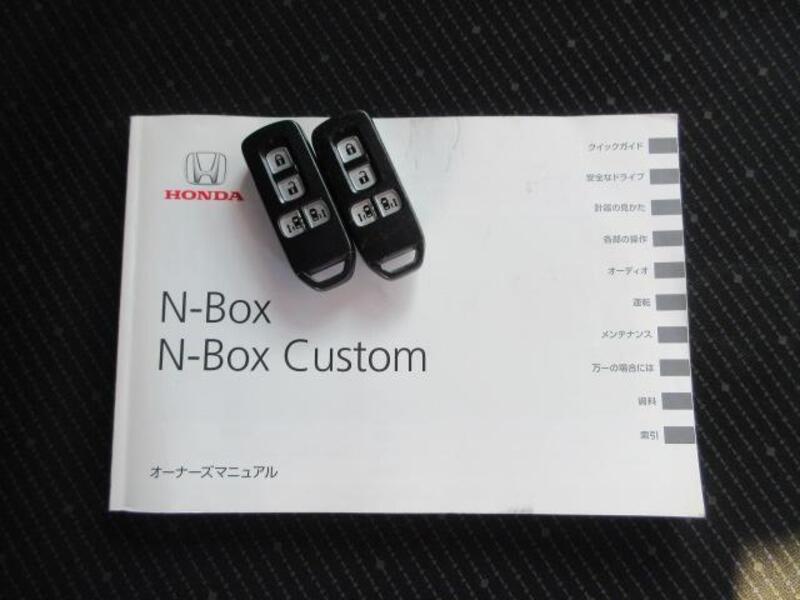 HONDA
N-Box
N-Box Custom
オーナーズマニュアル
クイックガイド
安全なドライブ
計器の見かた
各部の操作
オーディオ
運転
メンテナンス
万一の場合には
資料
索引